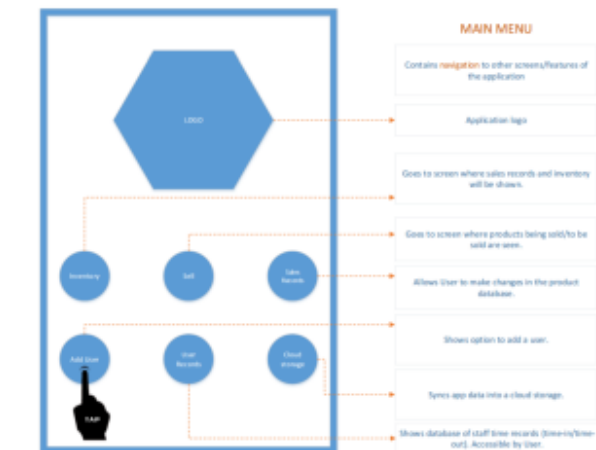 MAIN MENU
Contains navigation to other screens/features of
the application
LOGO
Application logo
Goes to screen where sales records and inventory
will be shown.
Goes to screen where products being sold/to be
sold are seen.
Inventory
Sell
Sales
Records
Allows User to make changes in the product
database.
Shows option to add a user.
Add User
User
Records
Cloud
storage
Syncs app data into a cloud storage.
TAP
Shows database of staff time records (time-in/time-
out). Accessible by User.